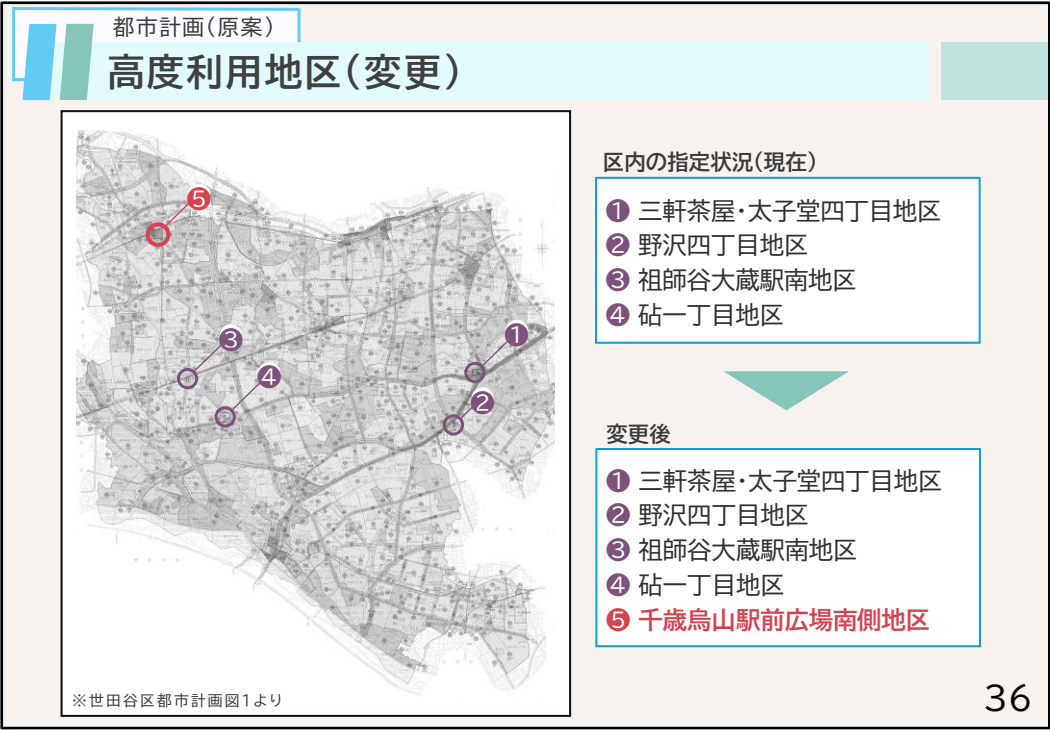 都市計画(原案)
高度利用地区(変更)
区内の指定状況(現在)
❶ 三軒茶屋・太子堂四丁目地区
❷ 野沢四丁目地区
❸ 祖師谷大蔵駅南地区
❹ 砧一丁目地区
変更後
❶ 三軒茶屋・太子堂四丁目地区
❷ 野沢四丁目地区
❸ 祖師谷大蔵駅南地区
❹ 砧一丁目地区
❺ 千歳烏山駅前広場南側地区
❺
❸
❶
❹
❷
※世田谷区都市計画図1より
36